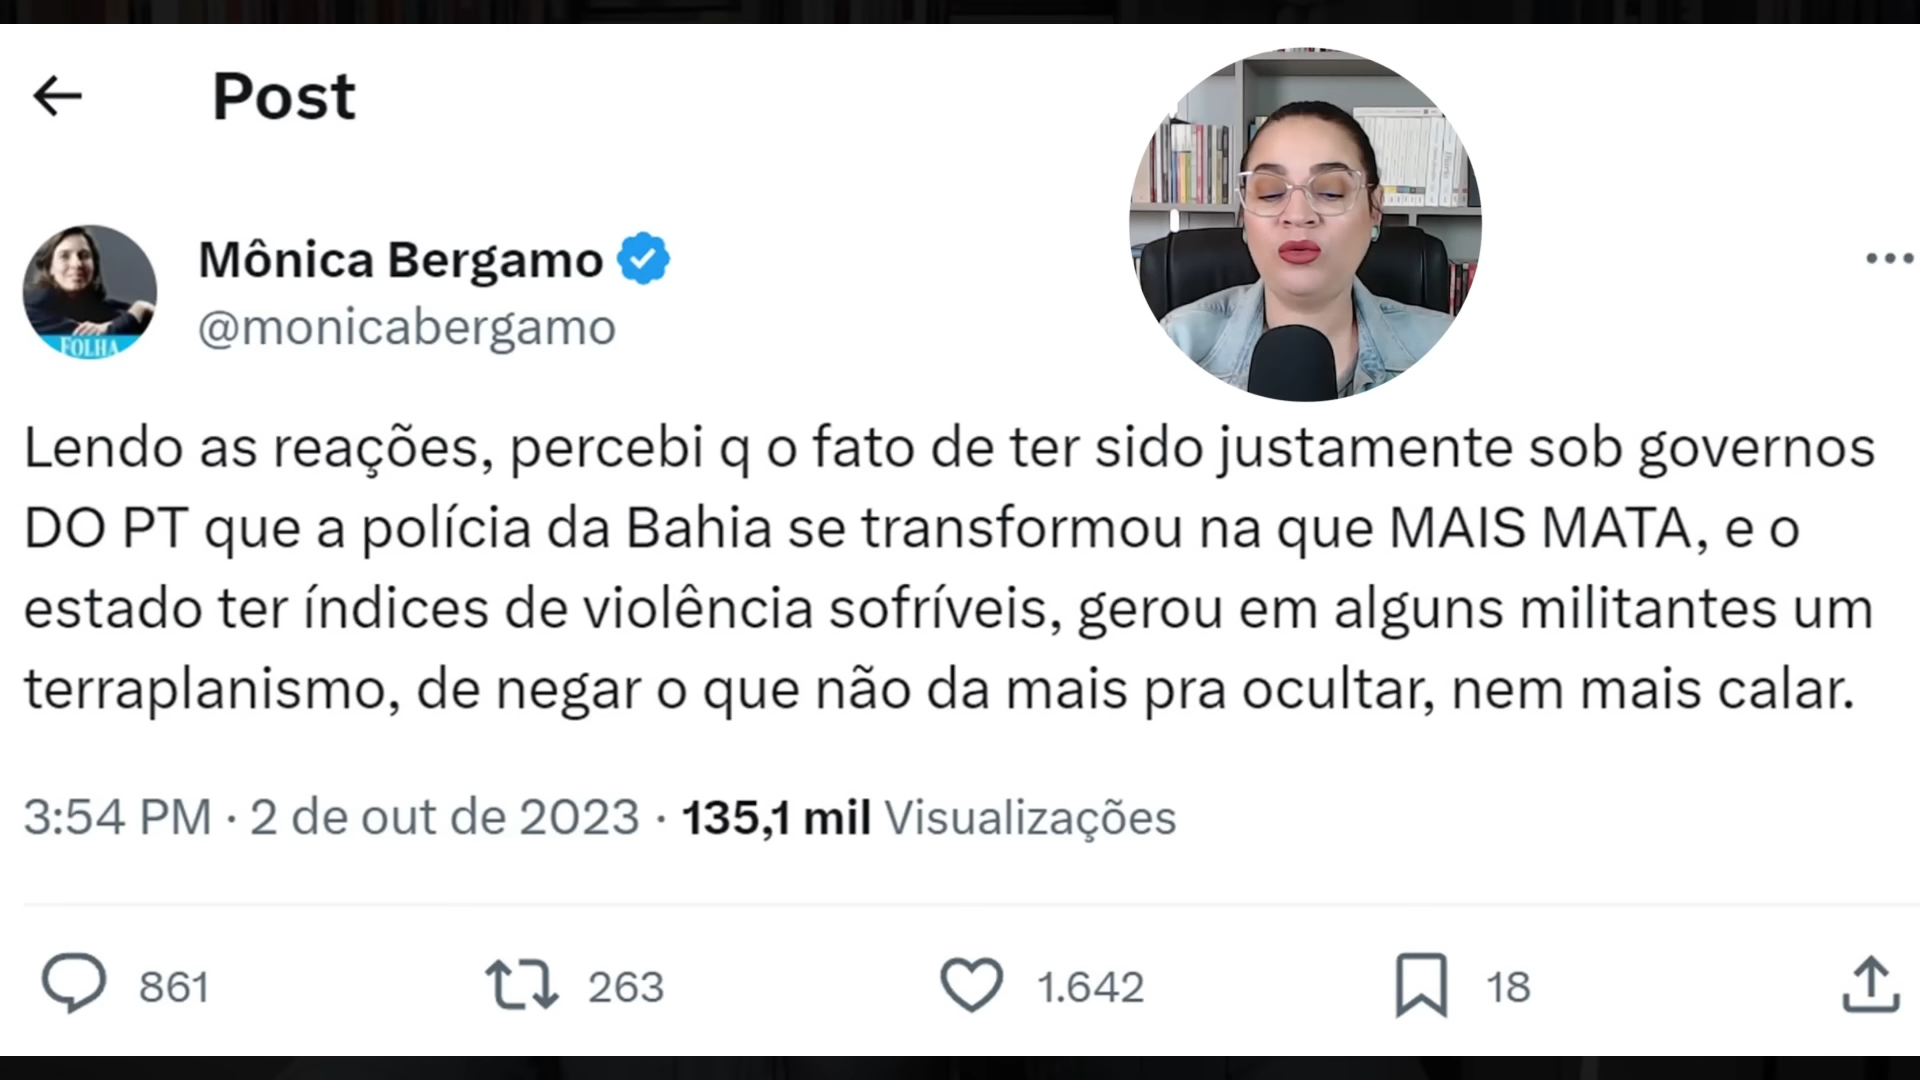 Post
Mônica Bergamo
@monicabergamo
FOLHA
Lendo as reações, percebi q o fato de ter sido justamente sob governos
DO PT que a polícia da Bahia se transformou na que MAIS MATA, e o
estado ter índices de violência sofríveis, gerou em alguns militantes um
terraplanismo, de negar o que não da mais pra ocultar, nem mais calar.
3:54 PM · 2 de out de 2023 · 135,1 mil Visualizações
861 263 1.642 18